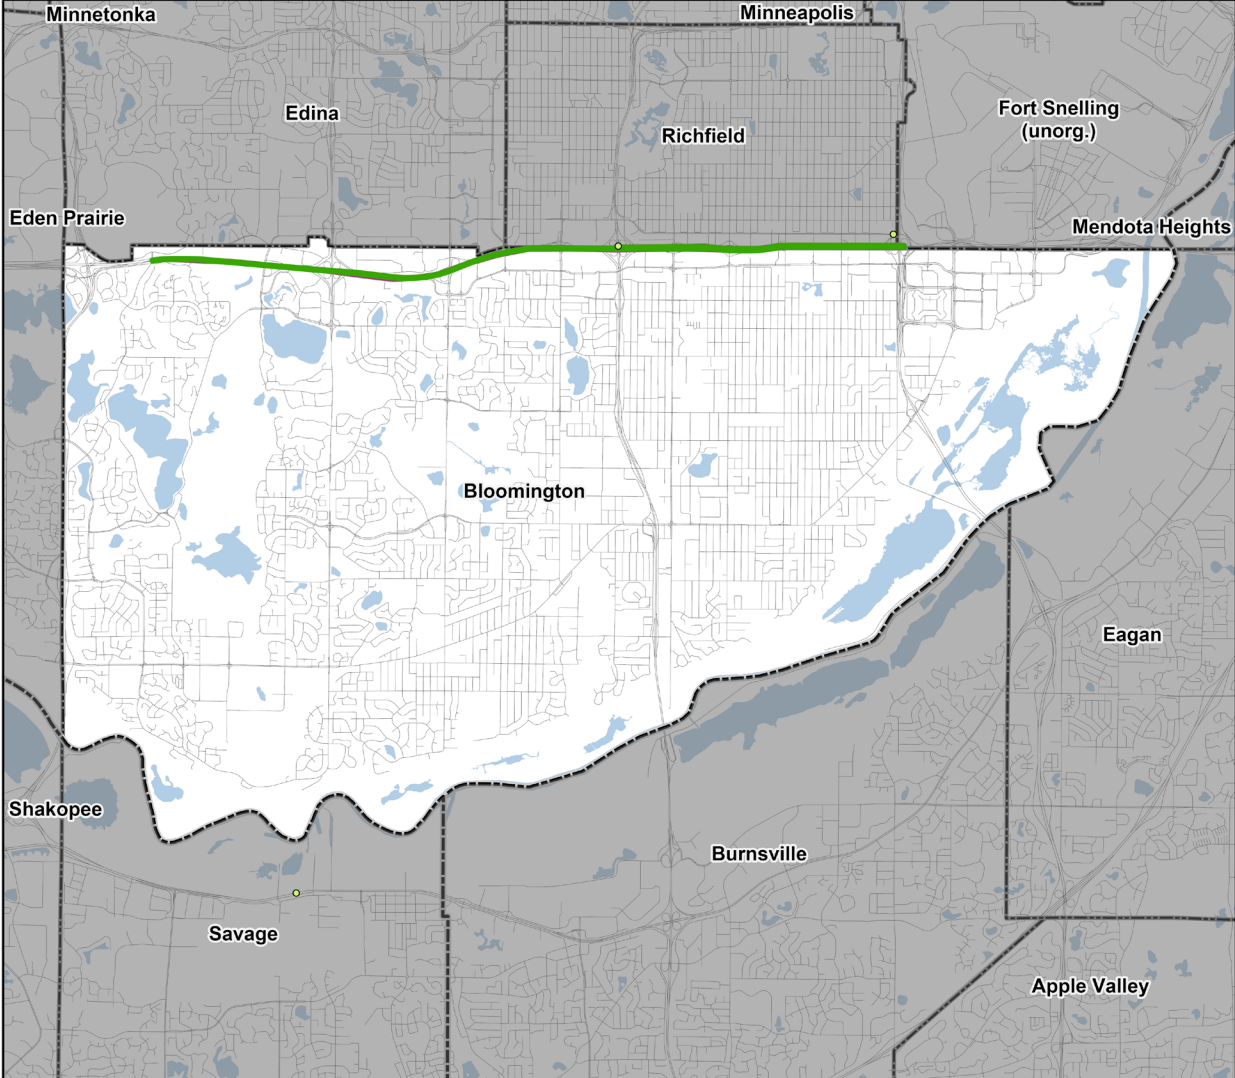 Minnetonka
Minneapolis
Edina
Fort Snelling
(unorg.)
Richfield
Eden Prairie
Mendota Heights
Bloomington
Eagan
Shakopee
Burnsville
Savage
Apple Valley